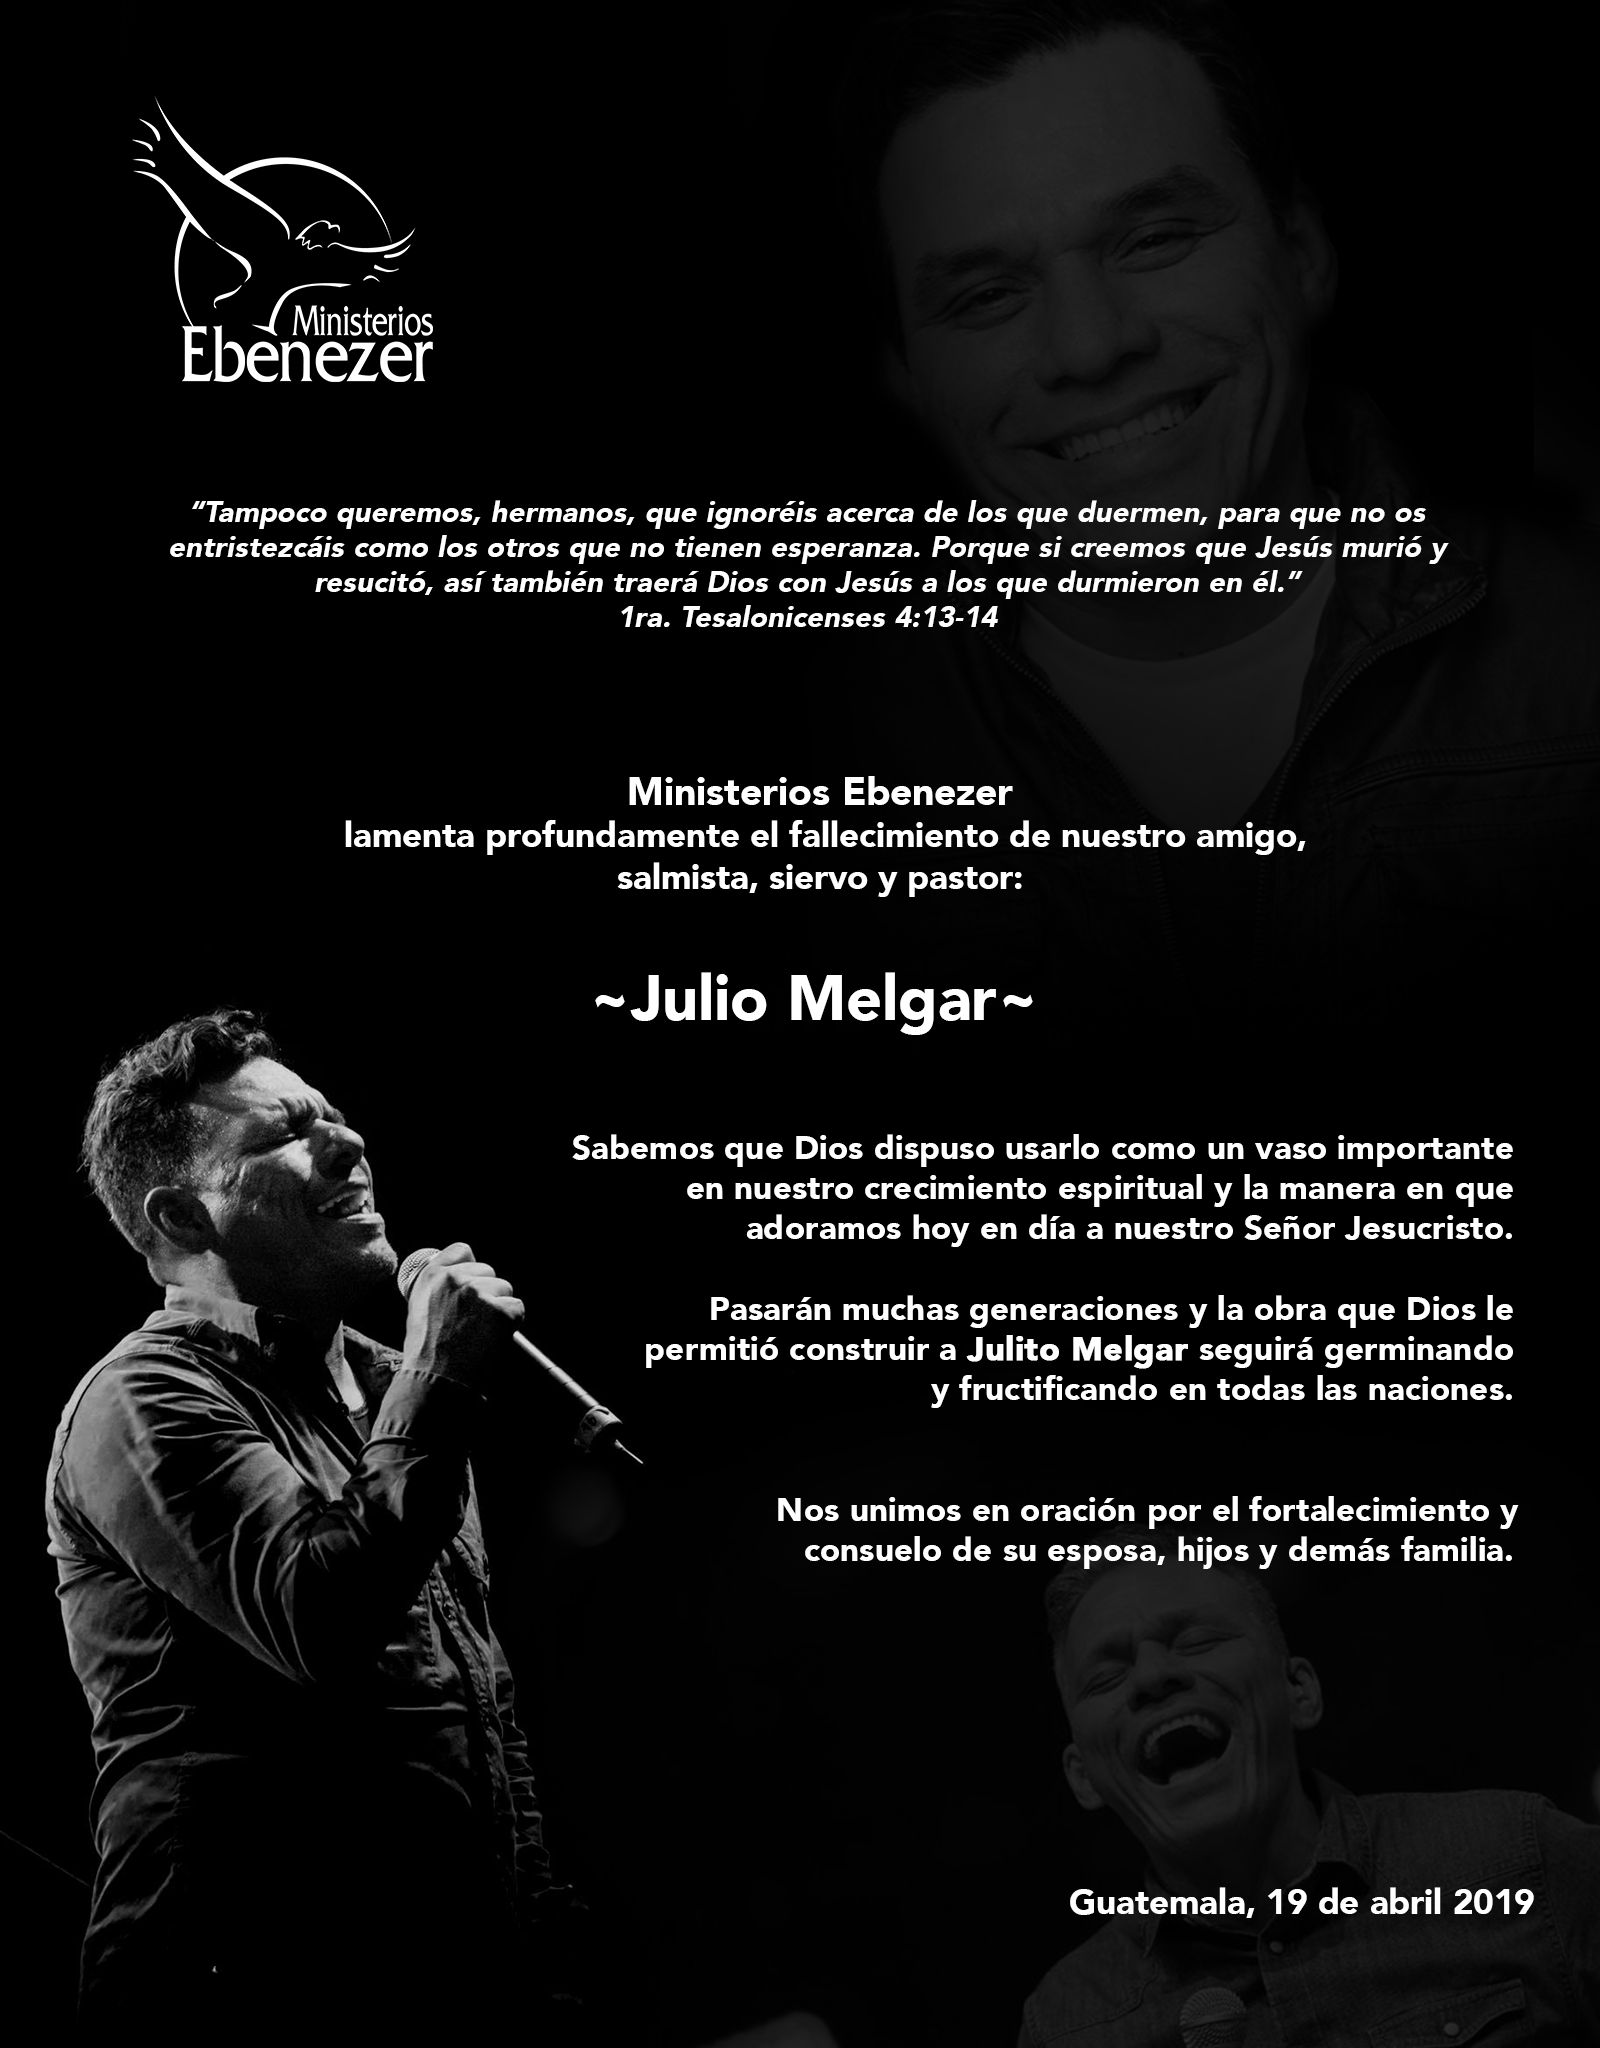 Ministerios
Ebenezer
“Tampoco queremos, hermanos, que ignoréis acerca de los que duermen, para que no os
entristezcáis como los otros que no tienen esperanza. Porque si creemos que Jesús murió y
resucitó, así también traerá Dios con Jesús a los que durmieron en él.”
1ra. Tesalonicenses 4:13-14
Ministerios Ebenezer
lamenta profundamente el fallecimiento de nuestro amigo,
salmista, siervo y pastor:
~Julio Melgar~
Sabemos que Dios dispuso usarlo como un vaso importante
en nuestro crecimiento espiritual y la manera en que
adoramos hoy en día a nuestro Señor Jesucristo.
Pasarán muchas generaciones y la obra que Dios le
permitió construir a Julito Melgar seguirá germinando
y fructificando en todas las naciones.
Nos unimos en oración por el fortalecimiento y
consuelo de su esposa, hijos y demás familia.
Guatemala, 19 de abril 2019